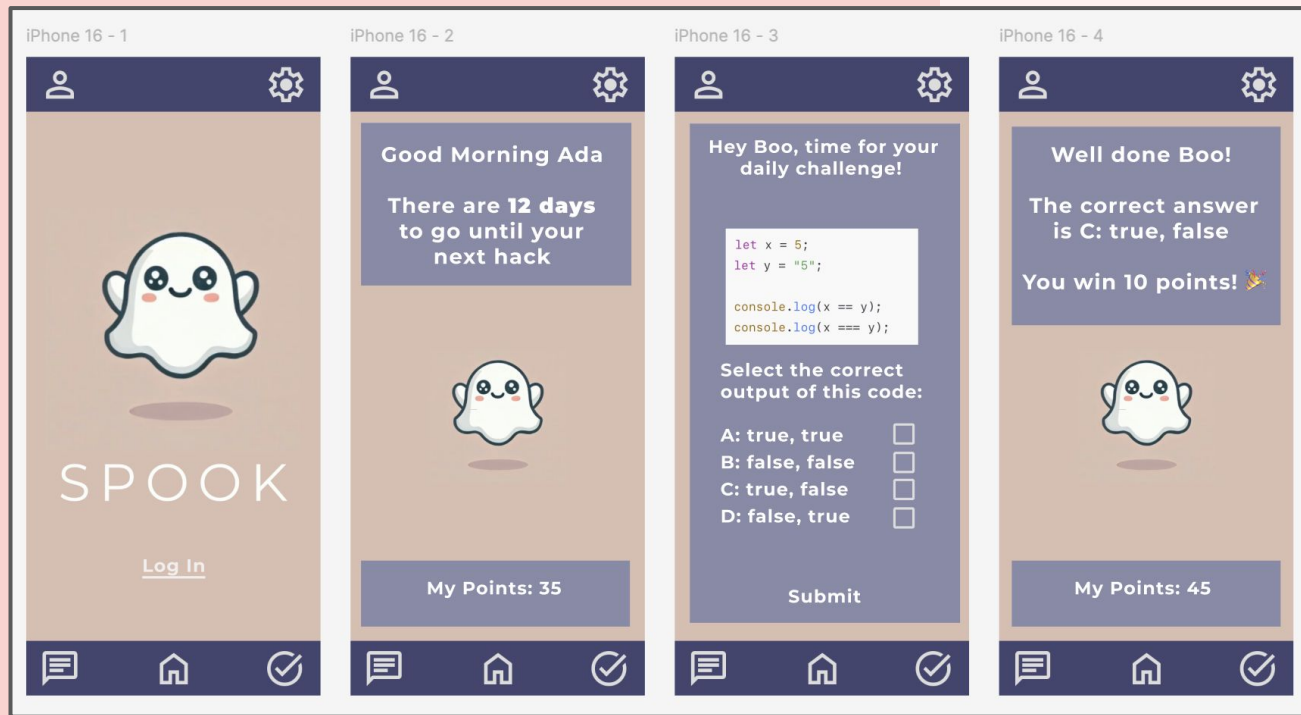 iPhone 16 - 1
SPOOK
Log In
iPhone 16 - 2
Good Morning Ada
There are 12 days
to go until your
next hack
My Points: 35
iPhone 16 - 3
Hey Boo, time for your
daily challenge!
let x = 5;
let y = "5";
console.log(x == y);
console.log(x === y);
Select the correct
output of this code:
A: true, true
B: false, false
C: true, false
D: false, true
Submit
iPhone 16 - 4
Well done Boo!
The correct answer
is C: true, false
You win 10 points! 🎉
My Points: 45